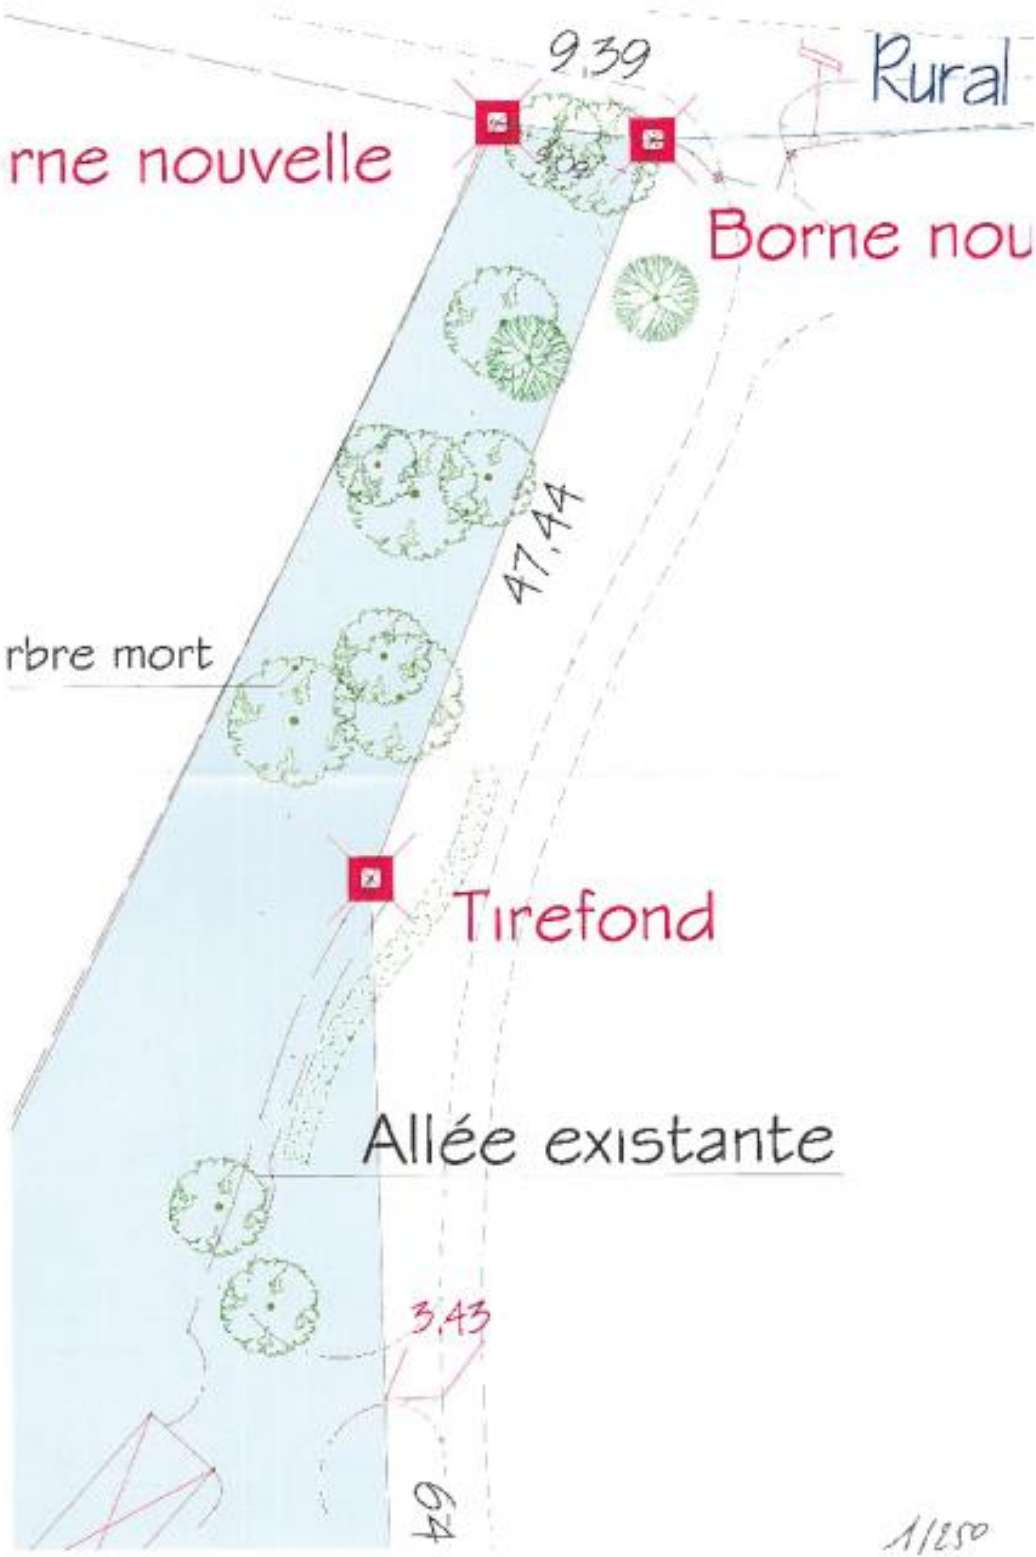 9,39
Rural
rne nouvelle
Borne nou
47,44
rbre mort
Tirefond
Allée existante
3,43
64
1/250